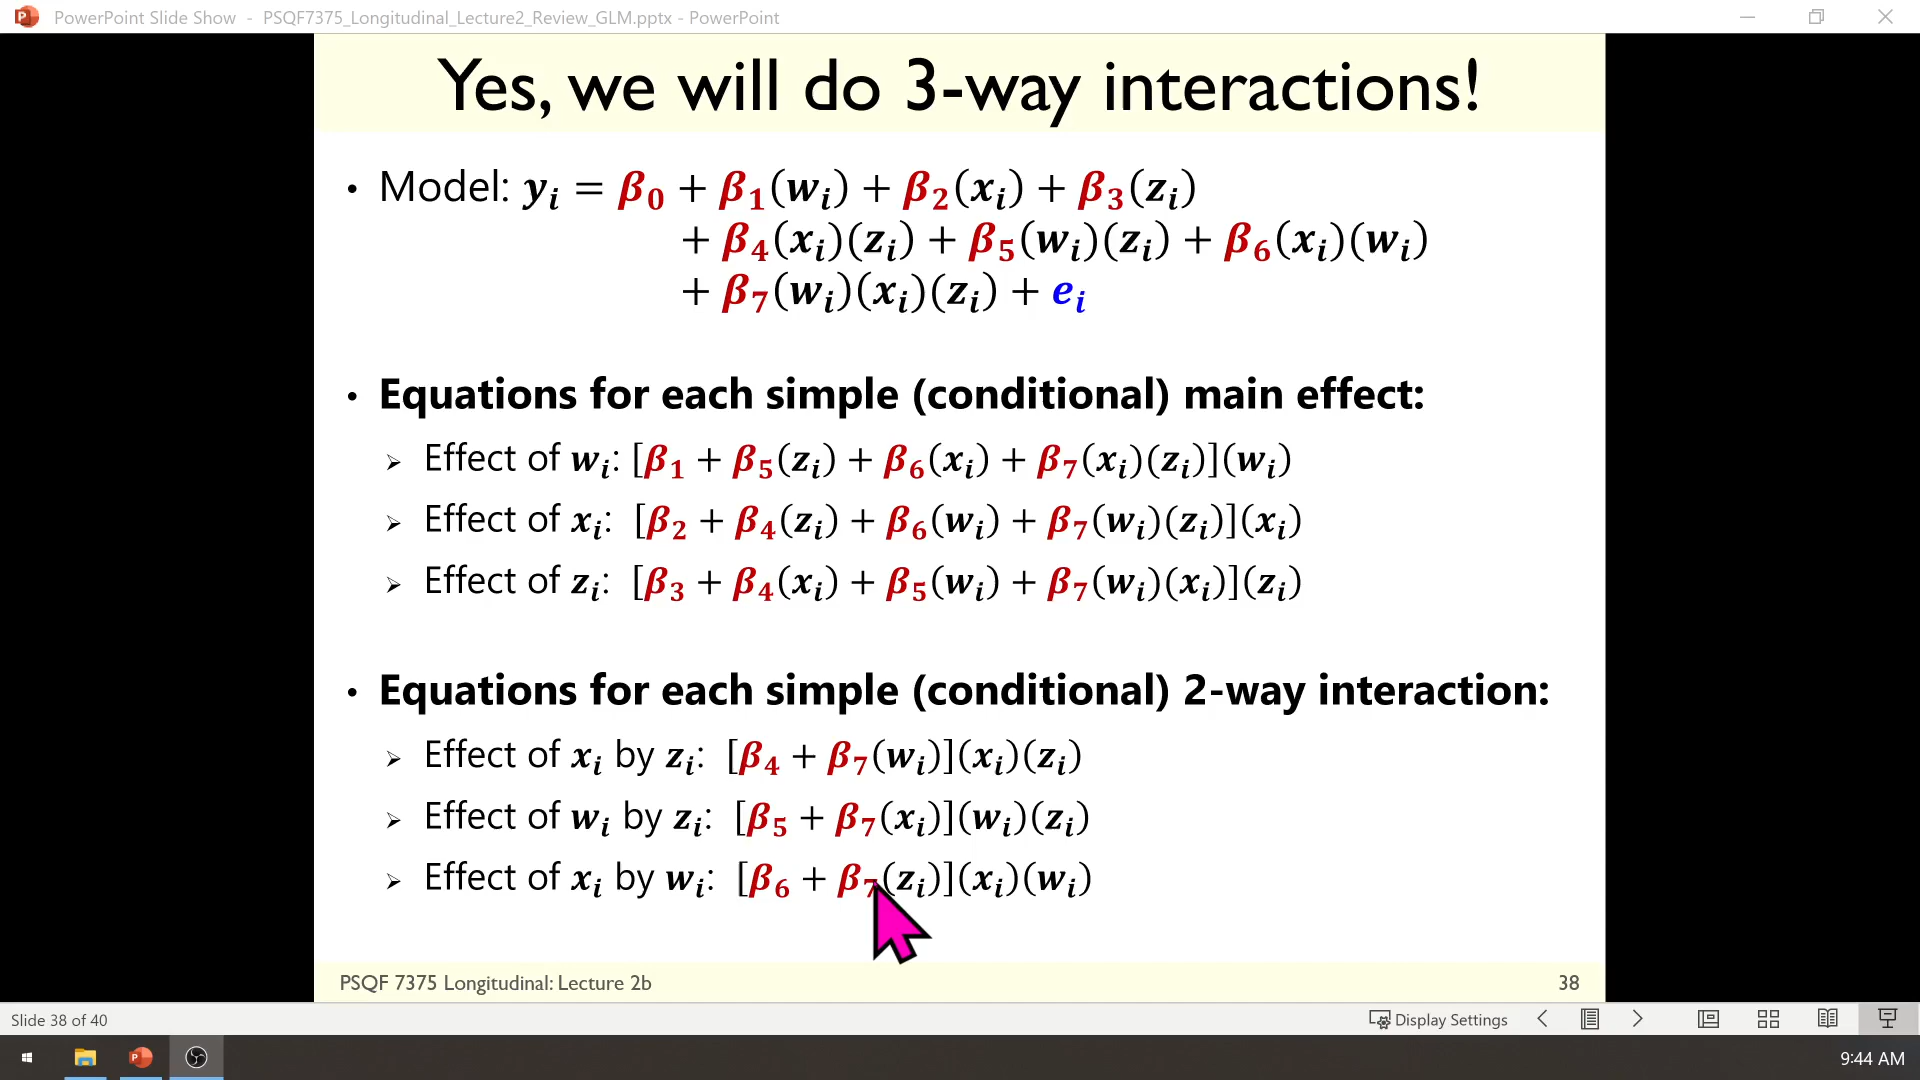 PowerPoint Slide Show - PSQF7375_Longitudinal_Lecture2_Review_GLM.pptx - PowerPoint
Yes, we will do 3-way interactions!
• Model: yᵢ = β₀ + β₁(wᵢ) + β₂(xᵢ) + β₃(zᵢ)
+ β₄(xᵢ)(zᵢ) + β₅(wᵢ)(zᵢ) + β₆(xᵢ)(wᵢ)
+ β₇(wᵢ)(xᵢ)(zᵢ) + eᵢ
• Equations for each simple (conditional) main effect:
➢ Effect of wᵢ: [β₁ + β₅(zᵢ) + β₆(xᵢ) + β₇(xᵢ)(zᵢ)](wᵢ)
➢ Effect of xᵢ: [β₂ + β₄(zᵢ) + β₆(wᵢ) + β₇(wᵢ)(zᵢ)](xᵢ)
➢ Effect of zᵢ: [β₃ + β₄(xᵢ) + β₅(wᵢ) + β₇(wᵢ)(xᵢ)](zᵢ)
• Equations for each simple (conditional) 2-way interaction:
➢ Effect of xᵢ by zᵢ: [β₄ + β₇(wᵢ)](xᵢ)(zᵢ)
➢ Effect of wᵢ by zᵢ: [β₅ + β₇(xᵢ)](wᵢ)(zᵢ)
➢ Effect of xᵢ by wᵢ: [β₆ + β₇(zᵢ)](xᵢ)(wᵢ)
PSQF 7375 Longitudinal: Lecture 2b 38
Slide 38 of 40 Display Settings
9:44 AM